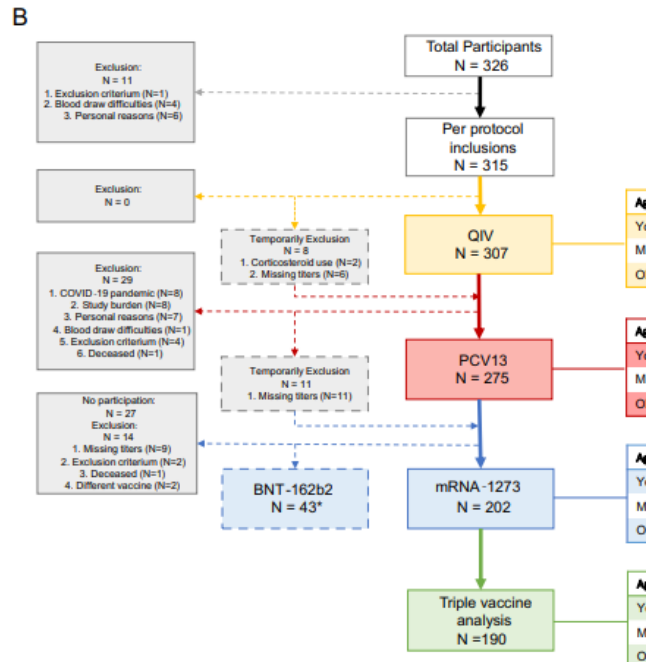 B
Total Participants
N = 326
Exclusion:
N = 11
1. Exclusion criterium (N=1)
2. Blood draw difficulties (N=4)
3. Personal reasons (N=6)
Per protocol
inclusions
N = 315
Exclusion:
N = 0
QIV
N = 307
Temporarily Exclusion
N = 8
1. Corticosteroid use (N=2)
2. Missing titers (N=6)
Exclusion:
N = 29
1. COVID-19 pandemic (N=8)
2. Study burden (N=8)
3. Personal reasons (N=7)
4. Blood draw difficulties (N=1)
5. Exclusion criterium (N=4)
6. Deceased (N=1)
PCV13
N = 275
Temporarily Exclusion
N = 11
1. Missing titers (N=11)
No participation:
N = 27
Exclusion:
N = 14
1. Missing titers (N=9)
2. Exclusion criterium (N=2)
3. Deceased (N=1)
4. Different vaccine (N=2)
BNT-162b2
N = 43*
mRNA-1273
N = 202
Triple vaccine
analysis
N =190